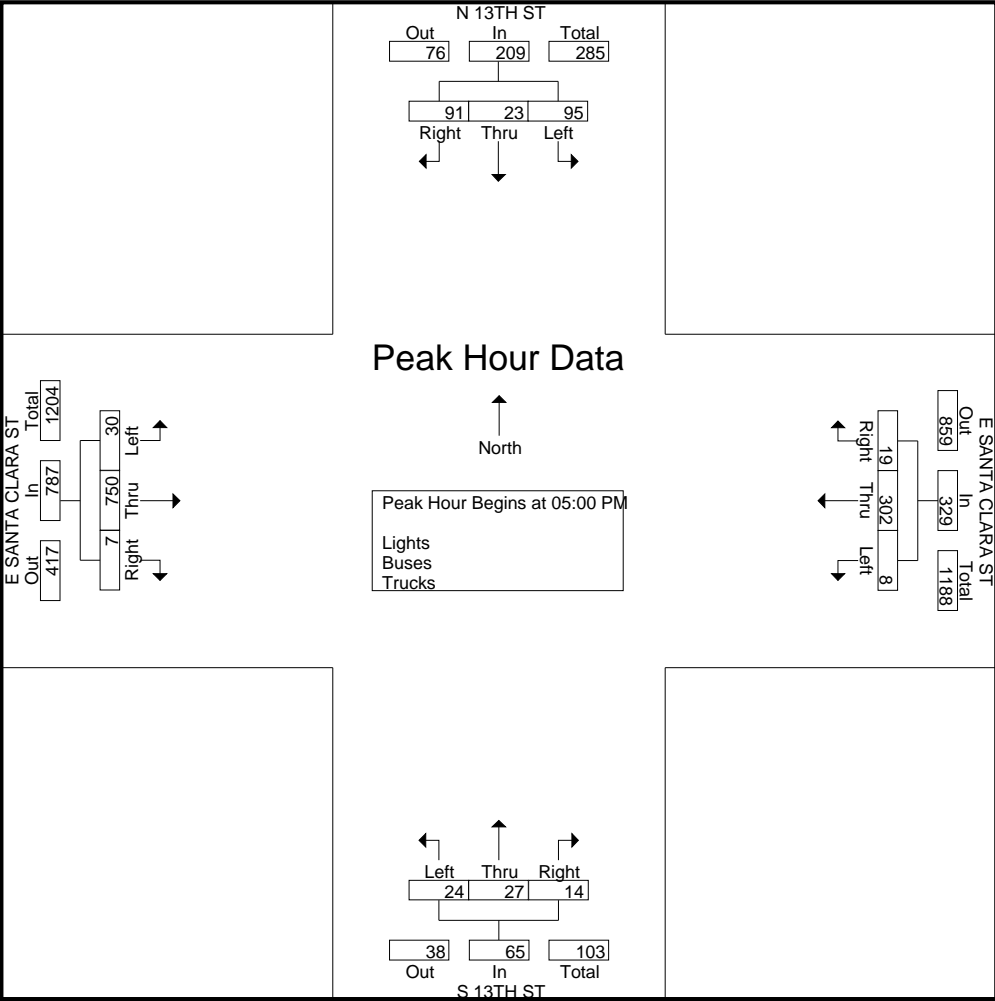 N 13TH ST
Out In Total
76 209 285
91 23 95
Right Thru Left
Peak Hour Data
North
Peak Hour Begins at 05:00 PM
Lights
Buses
Trucks
E SANTA CLARA ST
Total In Out
1204 787 417
30 750 7
Left Thru Right
E SANTA CLARA ST
Out In Total
859 329 1188
19 302 8
Right Thru Left
Left Thru Right
24 27 14
38 65 103
Out In Total
S 13TH ST